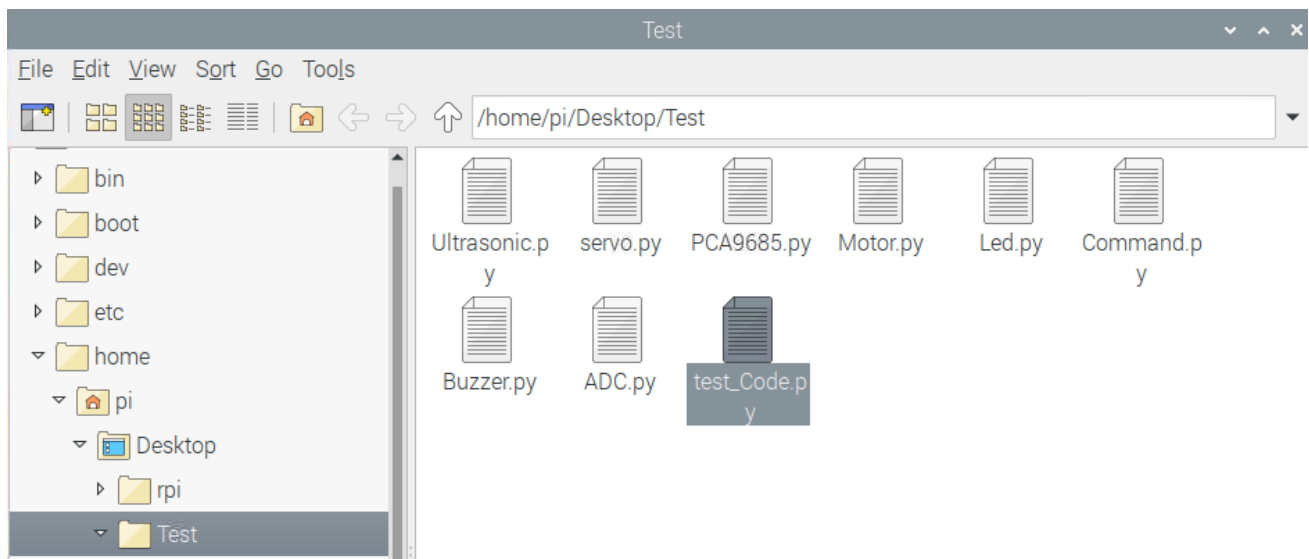 Test
File Edit View Sort Go Tools
/home/pi/Desktop/Test
bin
boot
dev
etc
home
pi
Desktop
rpi
Test
Ultrasonic.p
y
servo.py
PCA9685.py
Motor.py
Led.py
Command.p
y
Buzzer.py
ADC.py
test_Code.p
y